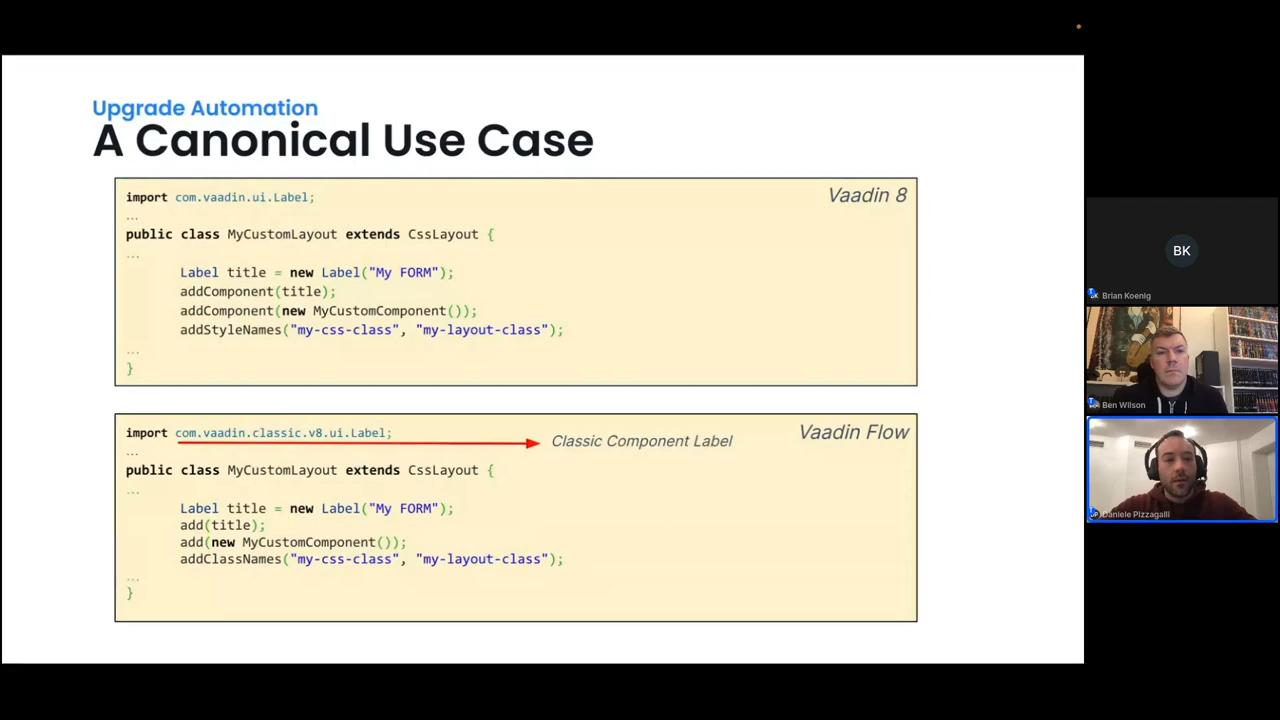 Upgrade Automation
A Canonical Use Case
import com.vaadin.ui.Label;
Vaadin 8
...
public class MyCustomLayout extends CssLayout {
...
Label title = new Label("My FORM");
addComponent(title);
addComponent(new MyCustomComponent());
addStyleNames("my-css-class", "my-layout-class");
...
}
import com.vaadin.classic.v8.ui.Label;
Classic Component Label
Vaadin Flow
...
public class MyCustomLayout extends CssLayout {
...
Label title = new Label("My FORM");
add(title);
add(new MyCustomComponent());
addClassNames("my-css-class", "my-layout-class");
...
}
BK
Brian Koenig
Ben Wilson
Daniele Pizzagalli